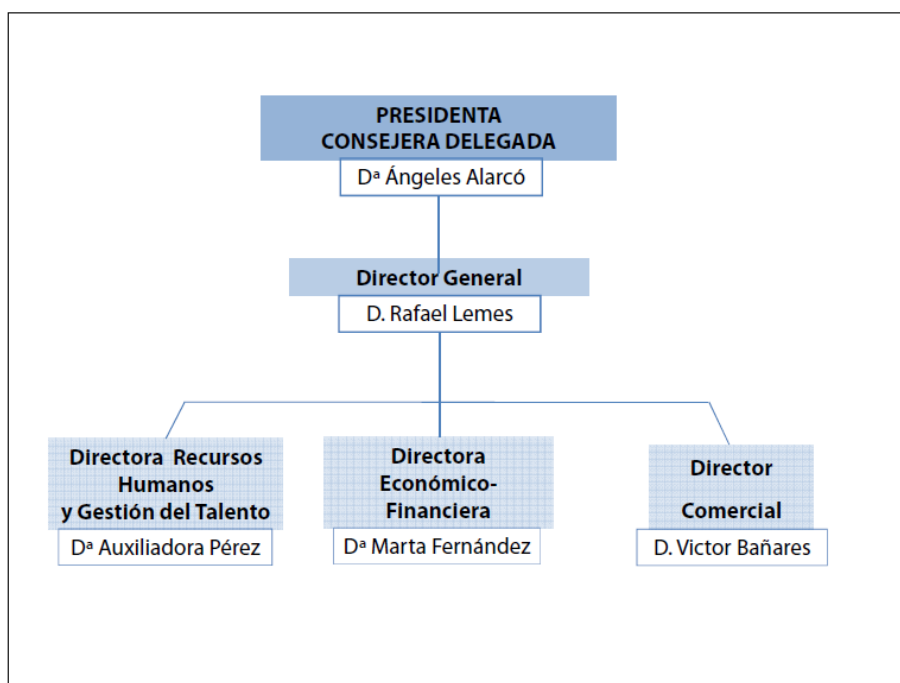 PRESIDENTA
CONSEJERA DELEGADA
Dª Ángeles Alarcó
Director General
D. Rafael Lemes
Directora Recursos
Humanos
y Gestión del Talento
Dª Auxiliadora Pérez
Directora
Económico-
Financiera
Dª Marta Fernández
Director
Comercial
D. Victor Bañares